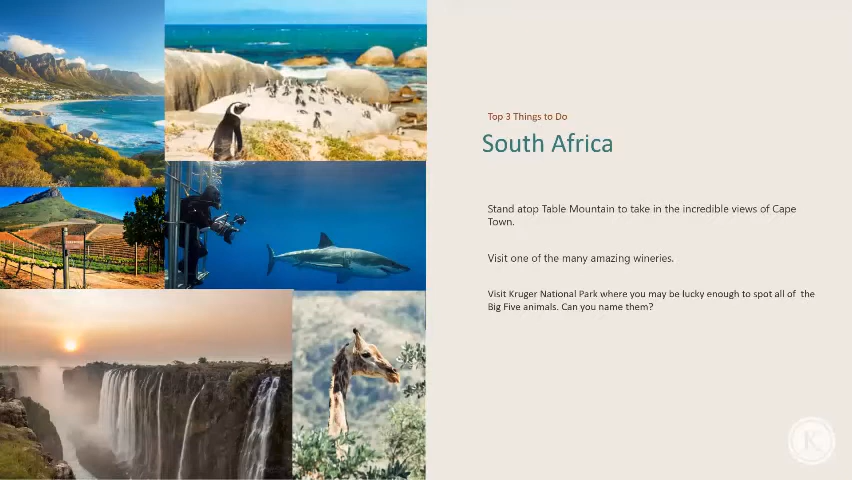 Top 3 Things to Do
South Africa
Stand atop Table Mountain to take in the incredible views of Cape
Town.
Visit one of the many amazing wineries.
Visit Kruger National Park where you may be lucky enough to spot all of  the
Big Five animals. Can you name them?
K